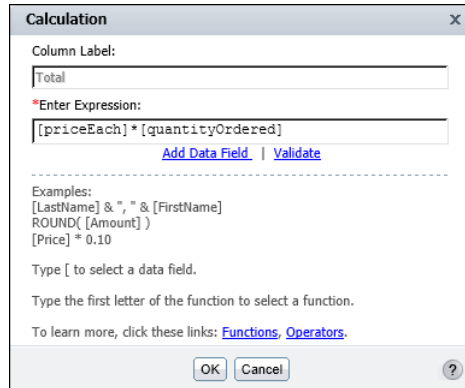 Calculation x
Column Label:
Total
*Enter Expression:
[priceEach]*[quantityOrdered]
Add Data Field | Validate
Examples:
[LastName] & ", " & [FirstName]
ROUND( [Amount] )
[Price] * 0.10
Type [ to select a data field.
Type the first letter of the function to select a function.
To learn more, click these links: Functions, Operators.
OK Cancel ?